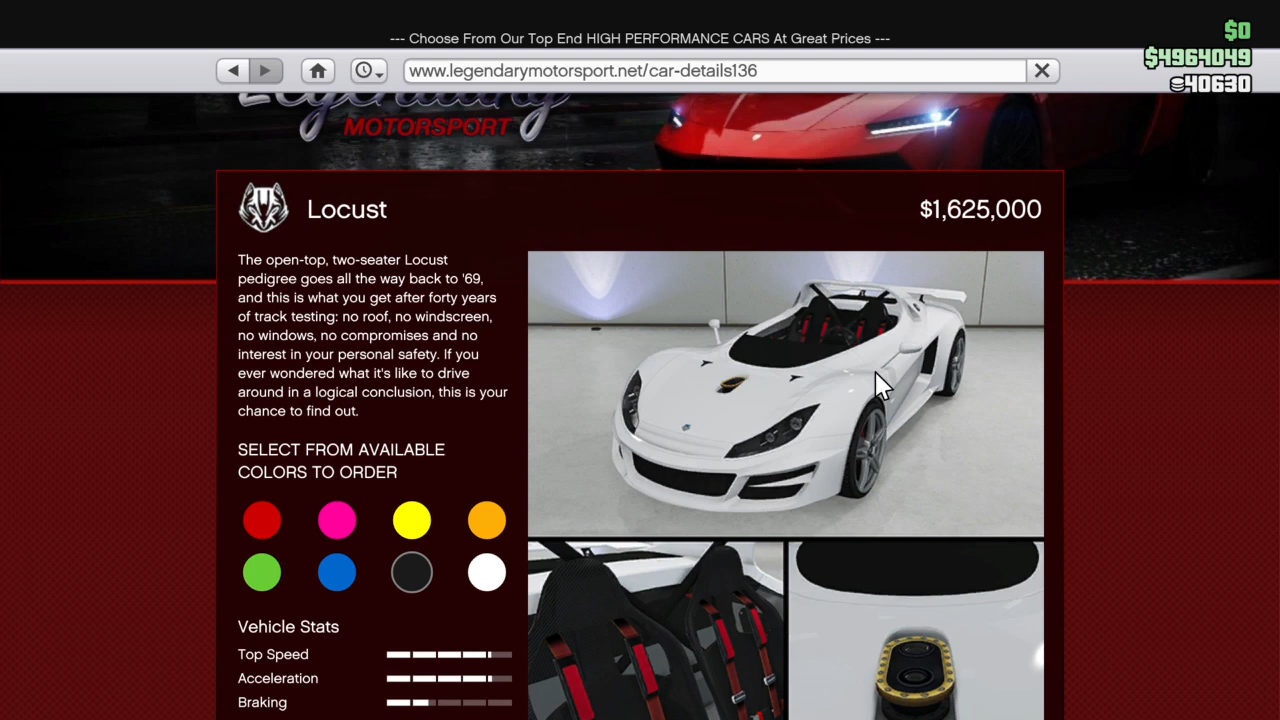 --- Choose From Our Top End HIGH PERFORMANCE CARS At Great Prices ---
$0
$4964049
40630
www.legendarymotorsport.net/car-details136
Legendary
MOTORSPORT
Locust
$1,625,000
The open-top, two-seater Locust
pedigree goes all the way back to '69,
and this is what you get after forty years
of track testing: no roof, no windscreen,
no windows, no compromises and no
interest in your personal safety. If you
ever wondered what it's like to drive
around in a logical conclusion, this is your
chance to find out.
SELECT FROM AVAILABLE
COLORS TO ORDER
Vehicle Stats
Top Speed
Acceleration
Braking